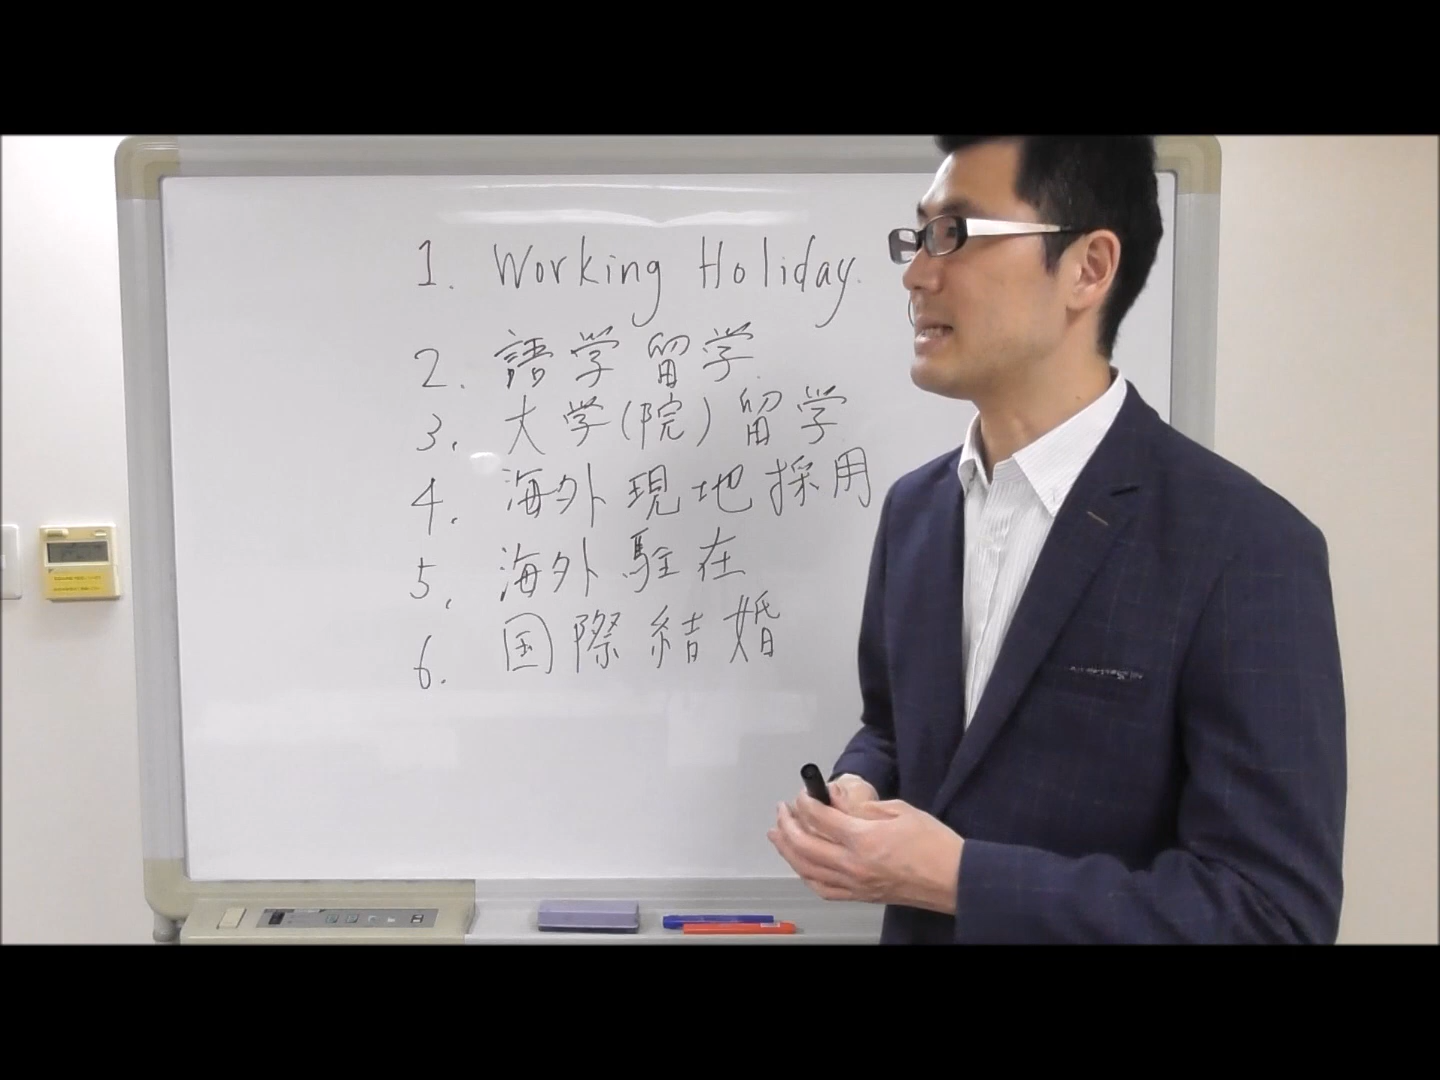 1. Working Holiday.
2. 語学留学.
3. 大学(院)留学
4. 海外現地採用
5. 海外駐在
6. 国際結婚